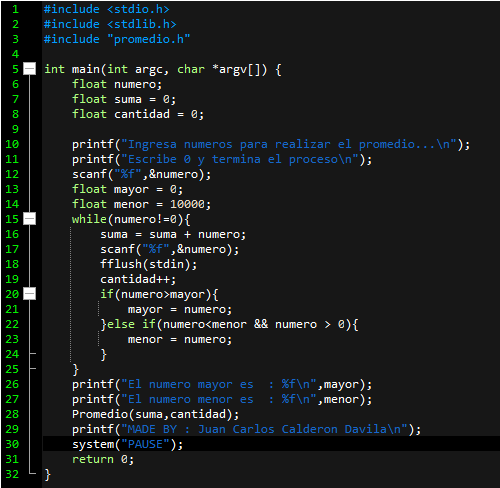 1 #include <stdio.h>
2 #include <stdlib.h>
3 #include "promedio.h"
4
5 int main(int argc, char *argv[]) {
6 float numero;
7 float suma = 0;
8 float cantidad = 0;
9
10 printf("Ingresa numeros para realizar el promedio...\n");
11 printf("Escribe 0 y termina el proceso\n");
12 scanf("%f",&numero);
13 float mayor = 0;
14 float menor = 10000;
15 while(numero!=0){
16 suma = suma + numero;
17 scanf("%f",&numero);
18 fflush(stdin);
19 cantidad++;
20 if(numero>mayor){
21 mayor = numero;
22 }else if(numero<menor && numero > 0){
23 menor = numero;
24 }
25 }
26 printf("El numero mayor es  : %f\n",mayor);
27 printf("El numero menor es  : %f\n",menor);
28 Promedio(suma,cantidad);
29 printf("MADE BY : Juan Carlos Calderon Davila\n");
30 system("PAUSE");
31 return 0;
32 }